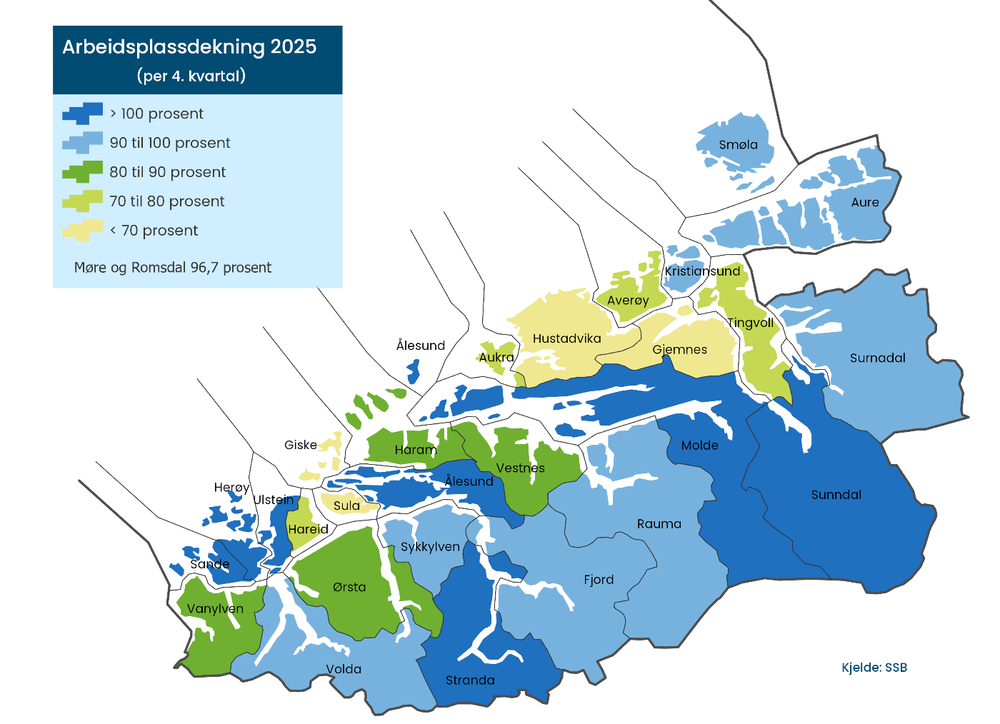 Arbeidsplassdekning 2025
(per 4. kvartal)
> 100 prosent
90 til 100 prosent
80 til 90 prosent
70 til 80 prosent
< 70 prosent
Møre og Romsdal 96,7 prosent
Smøla
Aure
Kristiansund
Averøy
Tingvoll
Hustadvika
Gjemnes
Surnadal
Ålesund
Aukra
Giske
Haram
Molde
Vestnes
Ålesund
Sunndal
Herøy
Ulstein
Sula
Hareid
Rauma
Sykkylven
Sande
Ørsta
Fjord
Vanylven
Volda
Stranda
Kjelde: SSB